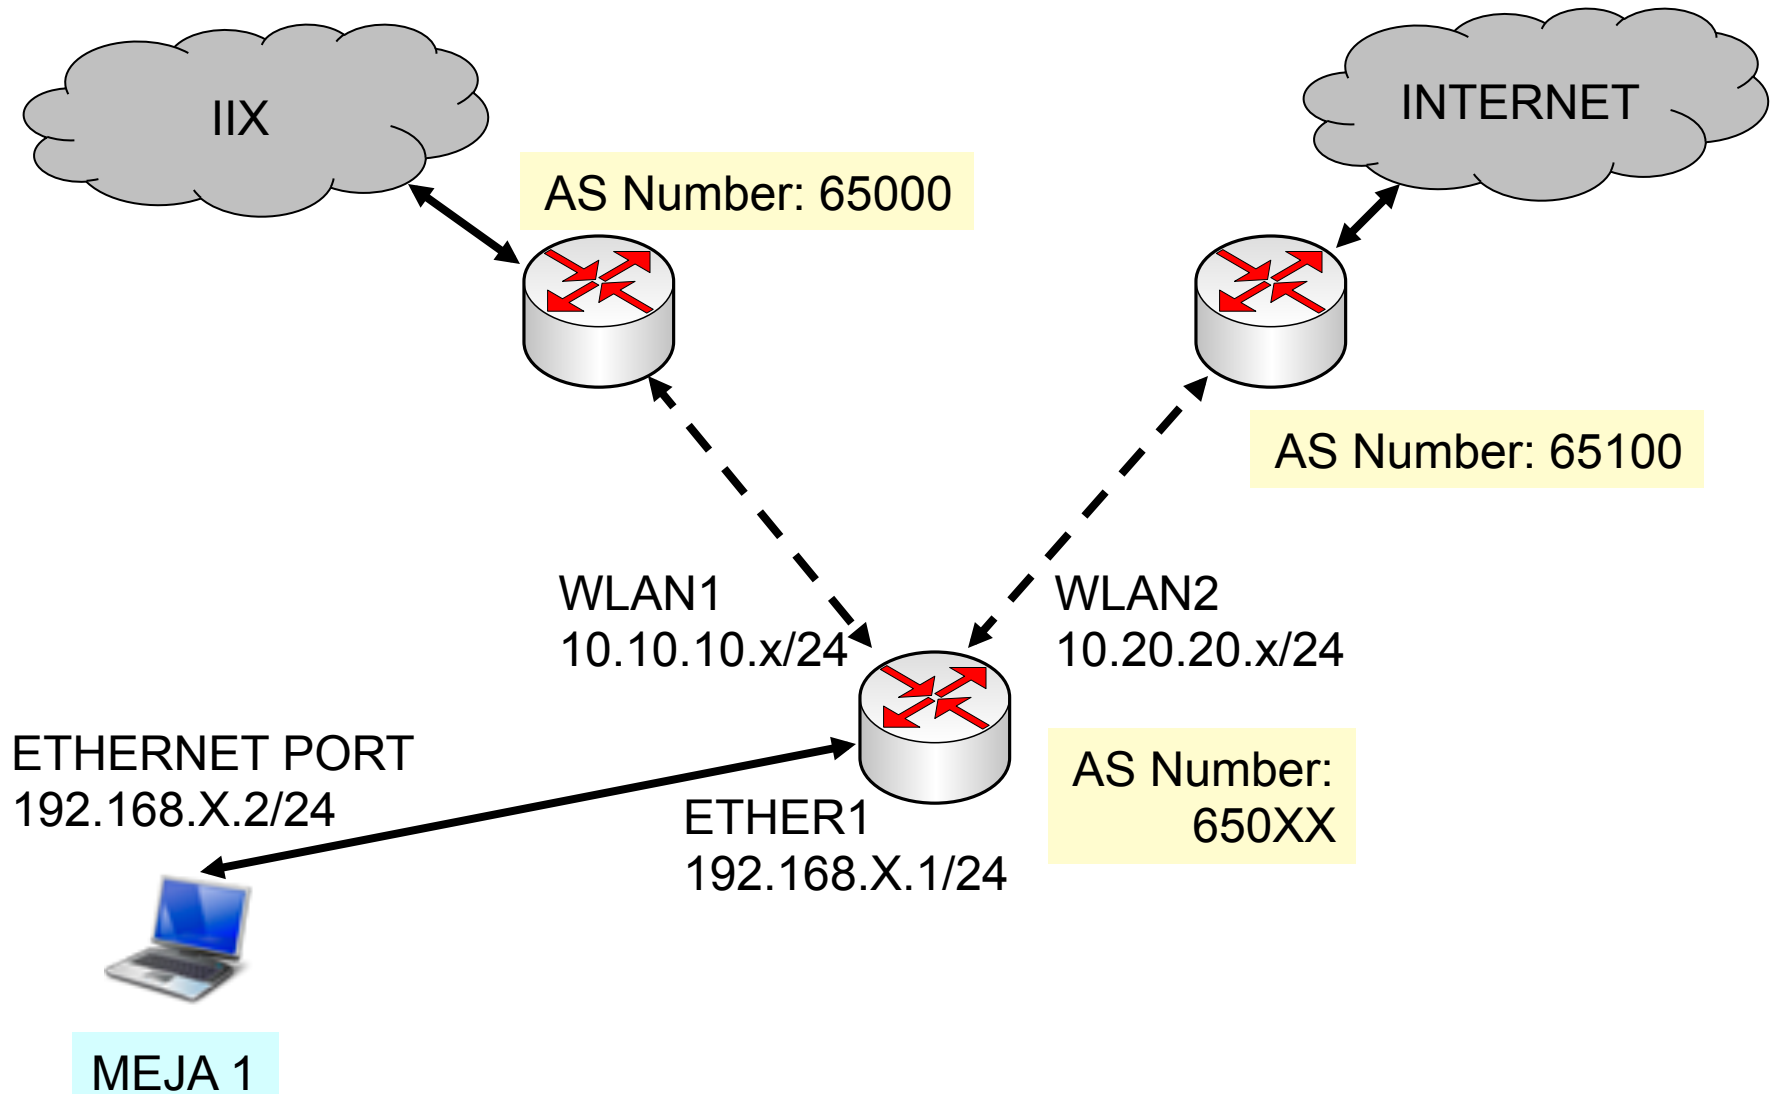 IIX
INTERNET
AS Number: 65000
AS Number: 65100
WLAN1
10.10.10.x/24
WLAN2
10.20.20.x/24
ETHERNET PORT
192.168.X.2/24
ETHER1
192.168.X.1/24
AS Number:
650XX
MEJA 1